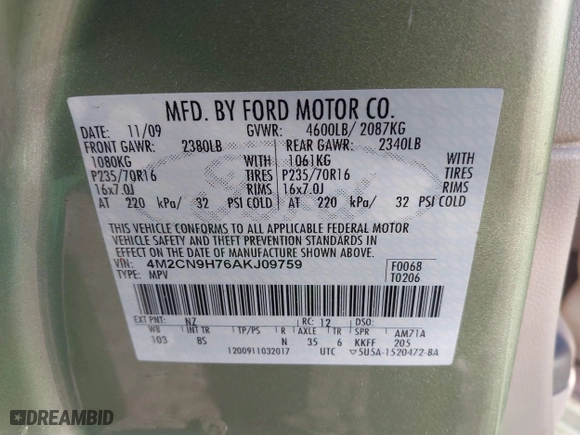 MFD. BY FORD MOTOR CO.
DATE: 11/09 GVWR: 4600LB/ 2087KG
FRONT GAWR: 2380LB REAR GAWR: 2340LB
1080KG WITH 1061KG WITH
P235/70R16 TIRES P235/70R16 TIRES
16x7.0J RIMS 16x7.0J RIMS
AT 220 kPa/ 32 PSI COLD AT 220 kPa/ 32 PSI COLD
THIS VEHICLE CONFORMS TO ALL APPLICABLE FEDERAL MOTOR
VEHICLE SAFETY AND THEFT PREVENTION STANDARDS IN
EFFECT ON THE DATE OF MANUFACTURE SHOWN ABOVE.
VIN: 4M2CN9H76AKJ09759 F0068
TYPE: MPV T0206
EXT PNT: NZ RC: 12 DSO:
WB INT TR TP/PS R AXLE TR SPR AM71A
103 8S N 35 6 KKFF 205
1200911032017 UTC 5U5A-1520472-BA
DREAMBID